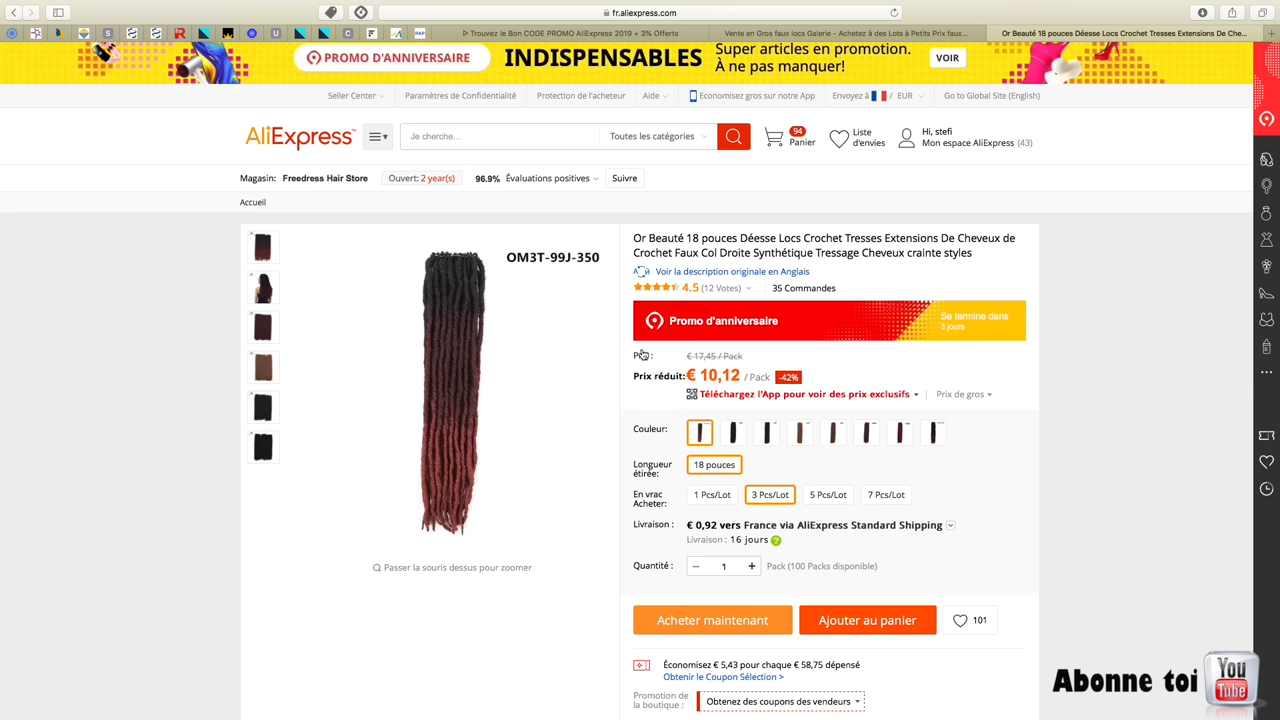 fr.aliexpress.com
▷ Trouvez le Bon CODE PROMO AliExpress 2019 + 3% Offerts
Vente en Gros faux locs Galerie - Achetez à des Lots à Petits Prix faux...
Or Beauté 18 pouces Déesse Locs Crochet Tresses Extensions De Che...
PROMO D'ANNIVERSAIRE
INDISPENSABLES
Super articles en promotion.
À ne pas manquer!
VOIR
Seller Center
Paramètres de Confidentialité
Protection de l'acheteur
Aide
Economisez gros sur notre App
Envoyez à / EUR
Go to Global Site (English)
AliExpress
Je cherche...
Toutes les catégories
94
Panier
Liste
d'envies
Hi, stefi
Mon espace AliExpress (43)
Magasin: Freedress Hair Store
Ouvert: 2 year(s)
96.9% Évaluations positives
Suivre
Accueil
OM3T-99J-350
Passer la souris dessus pour zoomer
Or Beauté 18 pouces Déesse Locs Crochet Tresses Extensions De Cheveux de
Crochet Faux Col Droite Synthétique Tressage Cheveux crainte styles
Voir la description originale en Anglais
4.5 (12 Votes)
35 Commandes
Promo d'anniversaire
Se termine dans
3 jours
€ 17,45 / Pack
Prix réduit: € 10,12 / Pack -42%
Téléchargez l'App pour voir des prix exclusifs
Prix de gros
Couleur:
Longueur
étirée:
18 pouces
En vrac
Acheter:
1 Pcs/Lot
3 Pcs/Lot
5 Pcs/Lot
7 Pcs/Lot
Livraison : € 0,92 vers France via AliExpress Standard Shipping
Livraison : 16 jours ?
Quantité : − 1 + Pack (100 Packs disponible)
Acheter maintenant
Ajouter au panier
101
Économisez € 5,43 pour chaque € 58,75 dépensé
Obtenir le Coupon Sélection >
Promotion de
la boutique :
Obtenez des coupons des vendeurs
Abonne toi
You
Tube